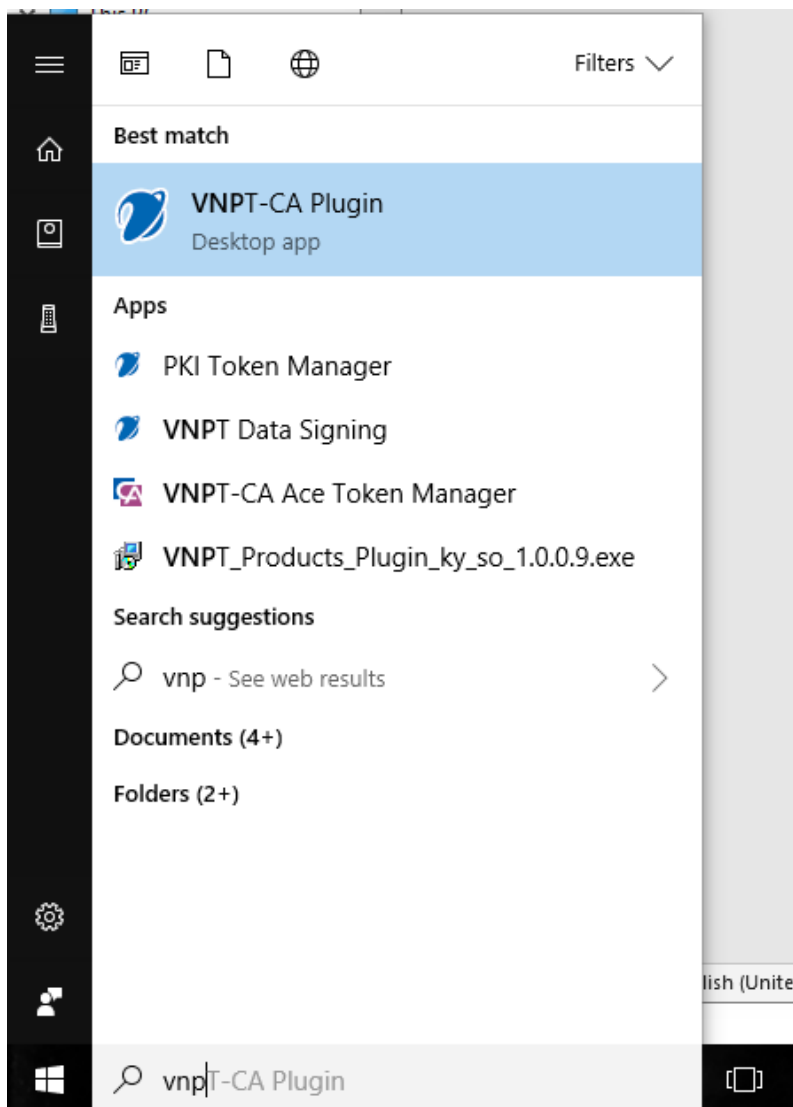 Filters
Best match
VNPT-CA Plugin
Desktop app
Apps
PKI Token Manager
VNPT Data Signing
VNPT-CA Ace Token Manager
VNPT_Products_Plugin_ky_so_1.0.0.9.exe
Search suggestions
vnp - See web results
Documents (4+)
Folders (2+)
lish (Unite
vnpT-CA Plugin